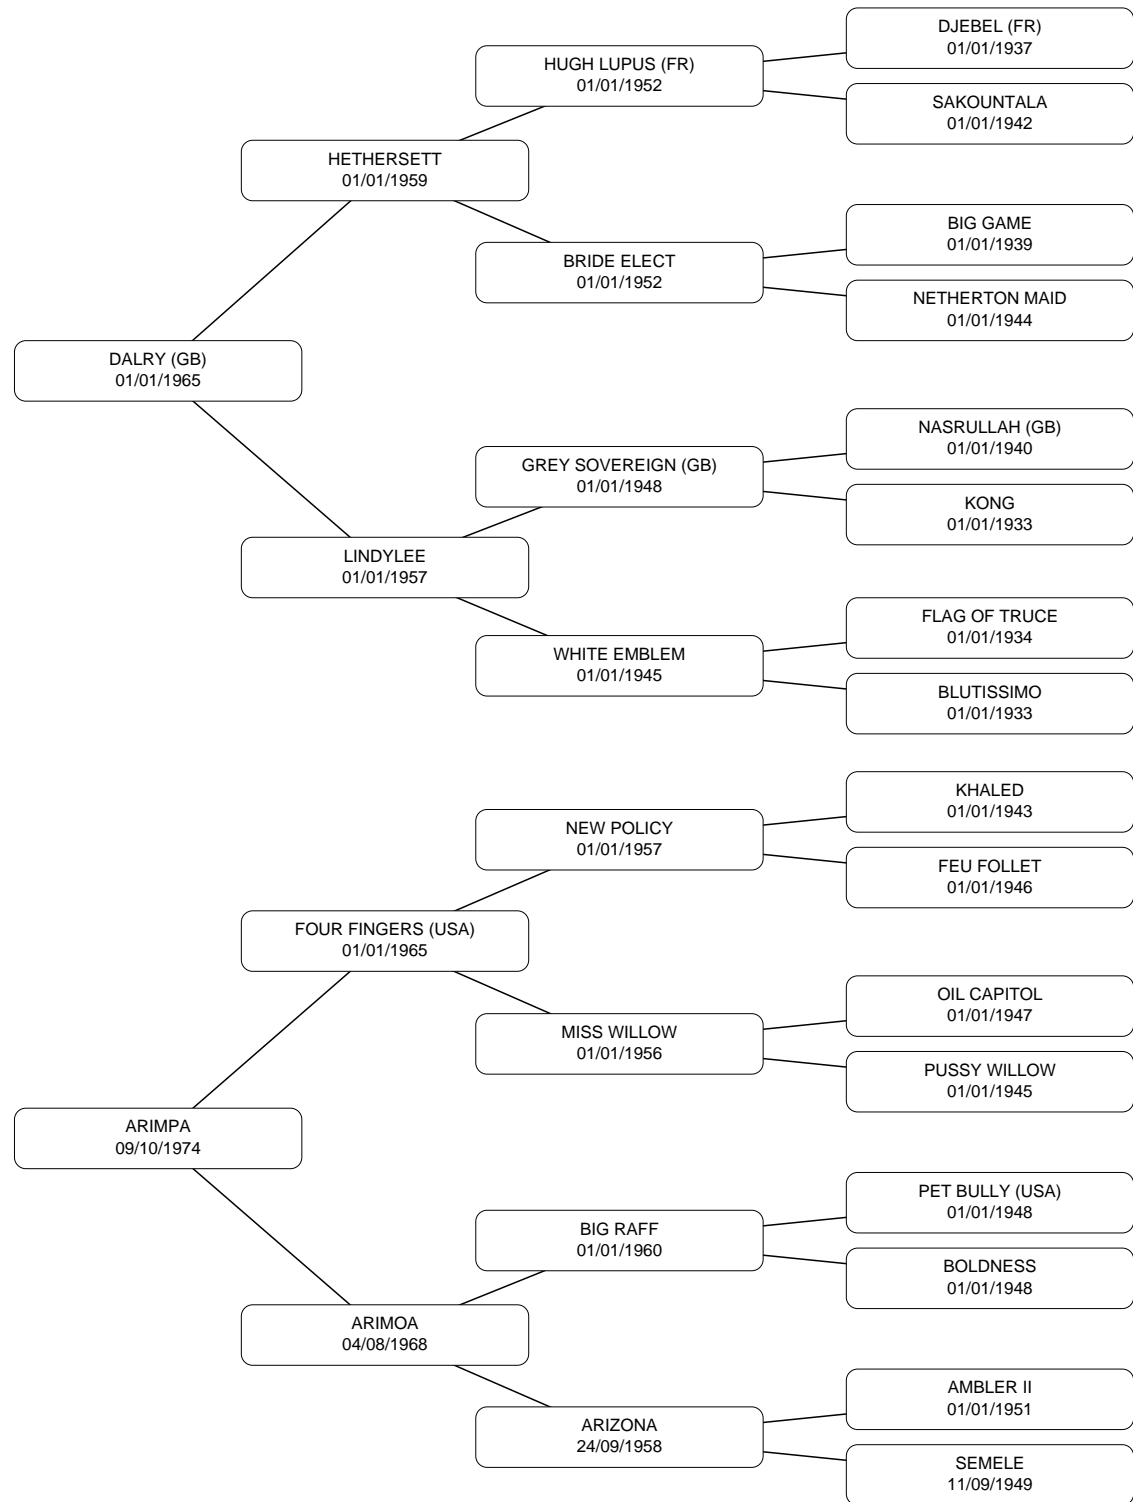 DJEBEL (FR)
01/01/1937
HUGH LUPUS (FR)
01/01/1952
SAKOUNTALA
01/01/1942
HETHERSETT
01/01/1959
BIG GAME
01/01/1939
BRIDE ELECT
01/01/1952
NETHERTON MAID
01/01/1944
DALRY (GB)
01/01/1965
NASRULLAH (GB)
01/01/1940
GREY SOVEREIGN (GB)
01/01/1948
KONG
01/01/1933
LINDYLEE
01/01/1957
FLAG OF TRUCE
01/01/1934
WHITE EMBLEM
01/01/1945
BLUTISSIMO
01/01/1933
KHALED
01/01/1943
NEW POLICY
01/01/1957
FEU FOLLET
01/01/1946
FOUR FINGERS (USA)
01/01/1965
OIL CAPITOL
01/01/1947
MISS WILLOW
01/01/1956
PUSSY WILLOW
01/01/1945
ARIMPA
09/10/1974
PET BULLY (USA)
01/01/1948
BIG RAFF
01/01/1960
BOLDNESS
01/01/1948
ARIMOA
04/08/1968
AMBLER II
01/01/1951
ARIZONA
24/09/1958
SEMELE
11/09/1949